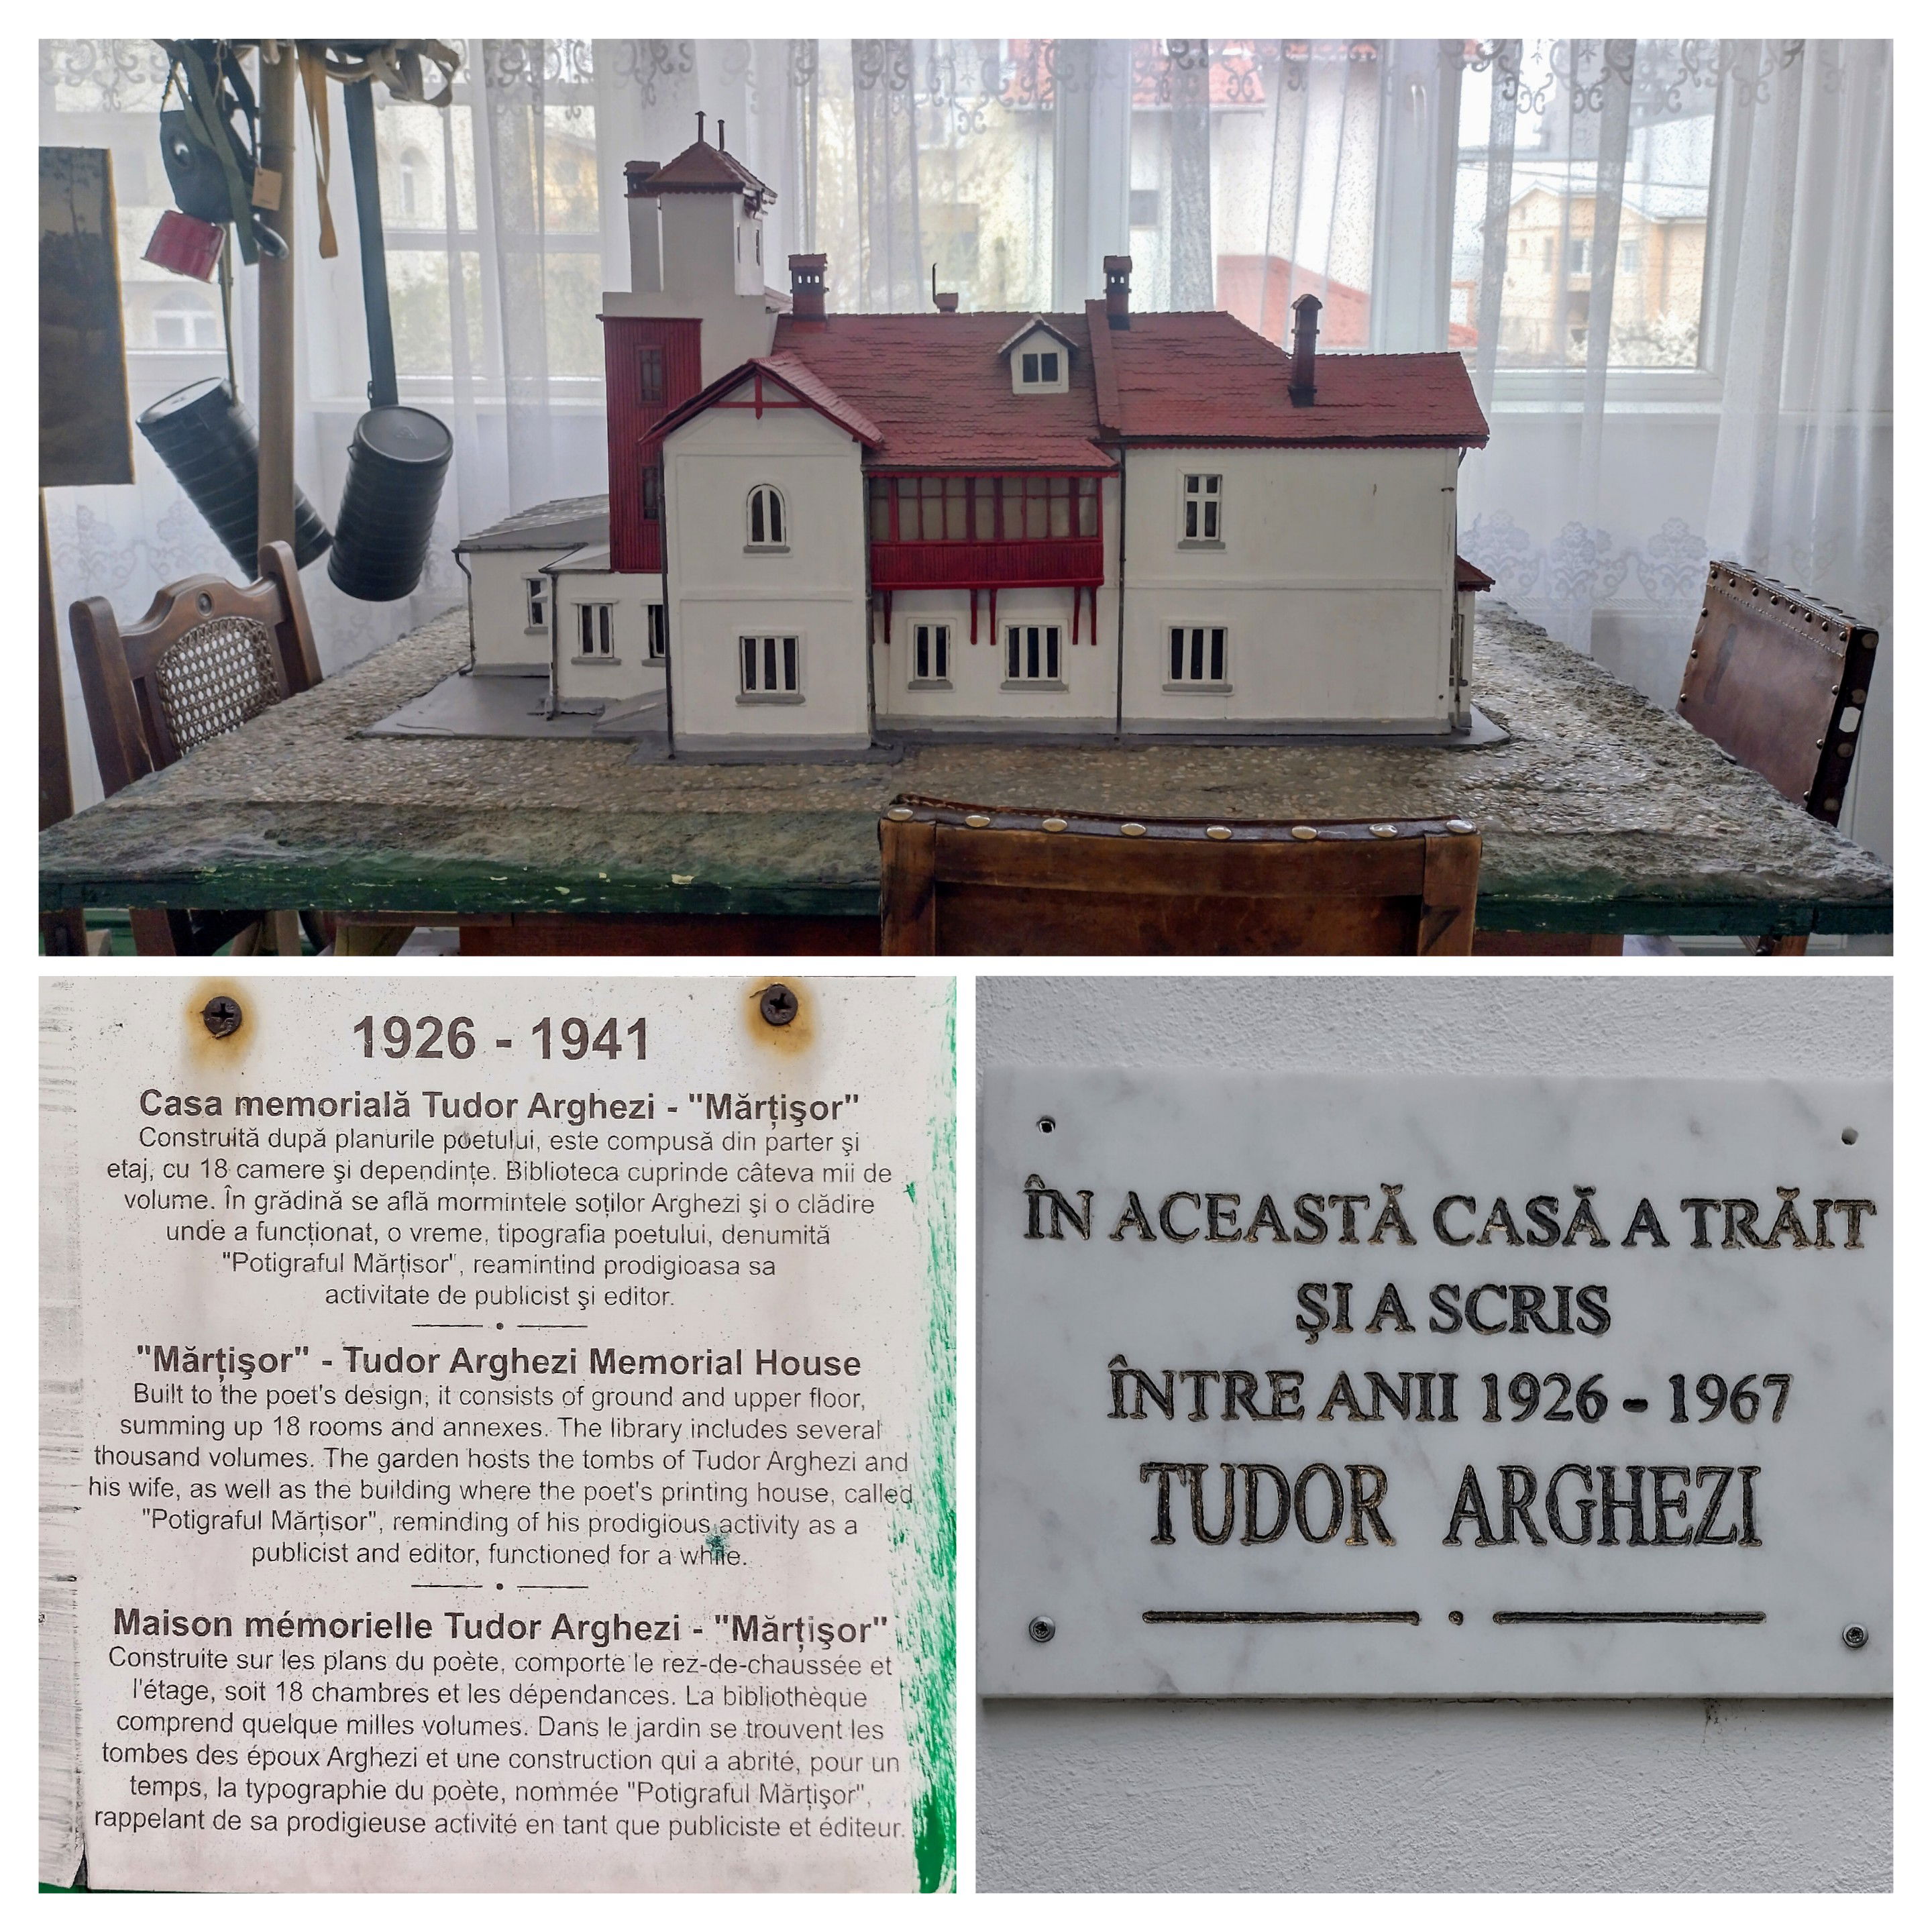 1926 - 1941
Casa memorială Tudor Arghezi - "Mărțişor"
Construită după planurile poetului, este compusă din parter şi
etaj, cu 18 camere şi dependințe. Biblioteca cuprinde câteva mii de
volume. În grădină se află mormintele soților Arghezi şi o clădire
unde a funcționat, o vreme, tipografia poetului, denumită
"Potigraful Mărțisor", reamintind prodigioasa sa
activitate de publicist şi editor.
"Mărțişor" - Tudor Arghezi Memorial House
Built to the poet's design, it consists of ground and upper floor,
summing up 18 rooms and annexes. The library includes several
thousand volumes. The garden hosts the tombs of Tudor Arghezi and
his wife, as well as the building where the poet's printing house, called
"Potigraful Mărțisor", reminding of his prodigious activity as a
publicist and editor, functioned for a while.
Maison mémorielle Tudor Arghezi - "Mărțişor"
Construite sur les plans du poète, comporte le rez-de-chaussée et
l'étage, soit 18 chambres et les dépendances. La bibliothèque
comprend quelque milles volumes. Dans le jardin se trouvent les
tombes des époux Arghezi et une construction qui a abrité, pour un
temps, la typographie du poète, nommée "Potigraful Mărțişor",
rappelant de sa prodigieuse activité en tant que publiciste et éditeur.
ÎN ACEASTĂ CASĂ A TRĂIT
ŞI A SCRIS
ÎNTRE ANII 1926 - 1967
TUDOR ARGHEZI